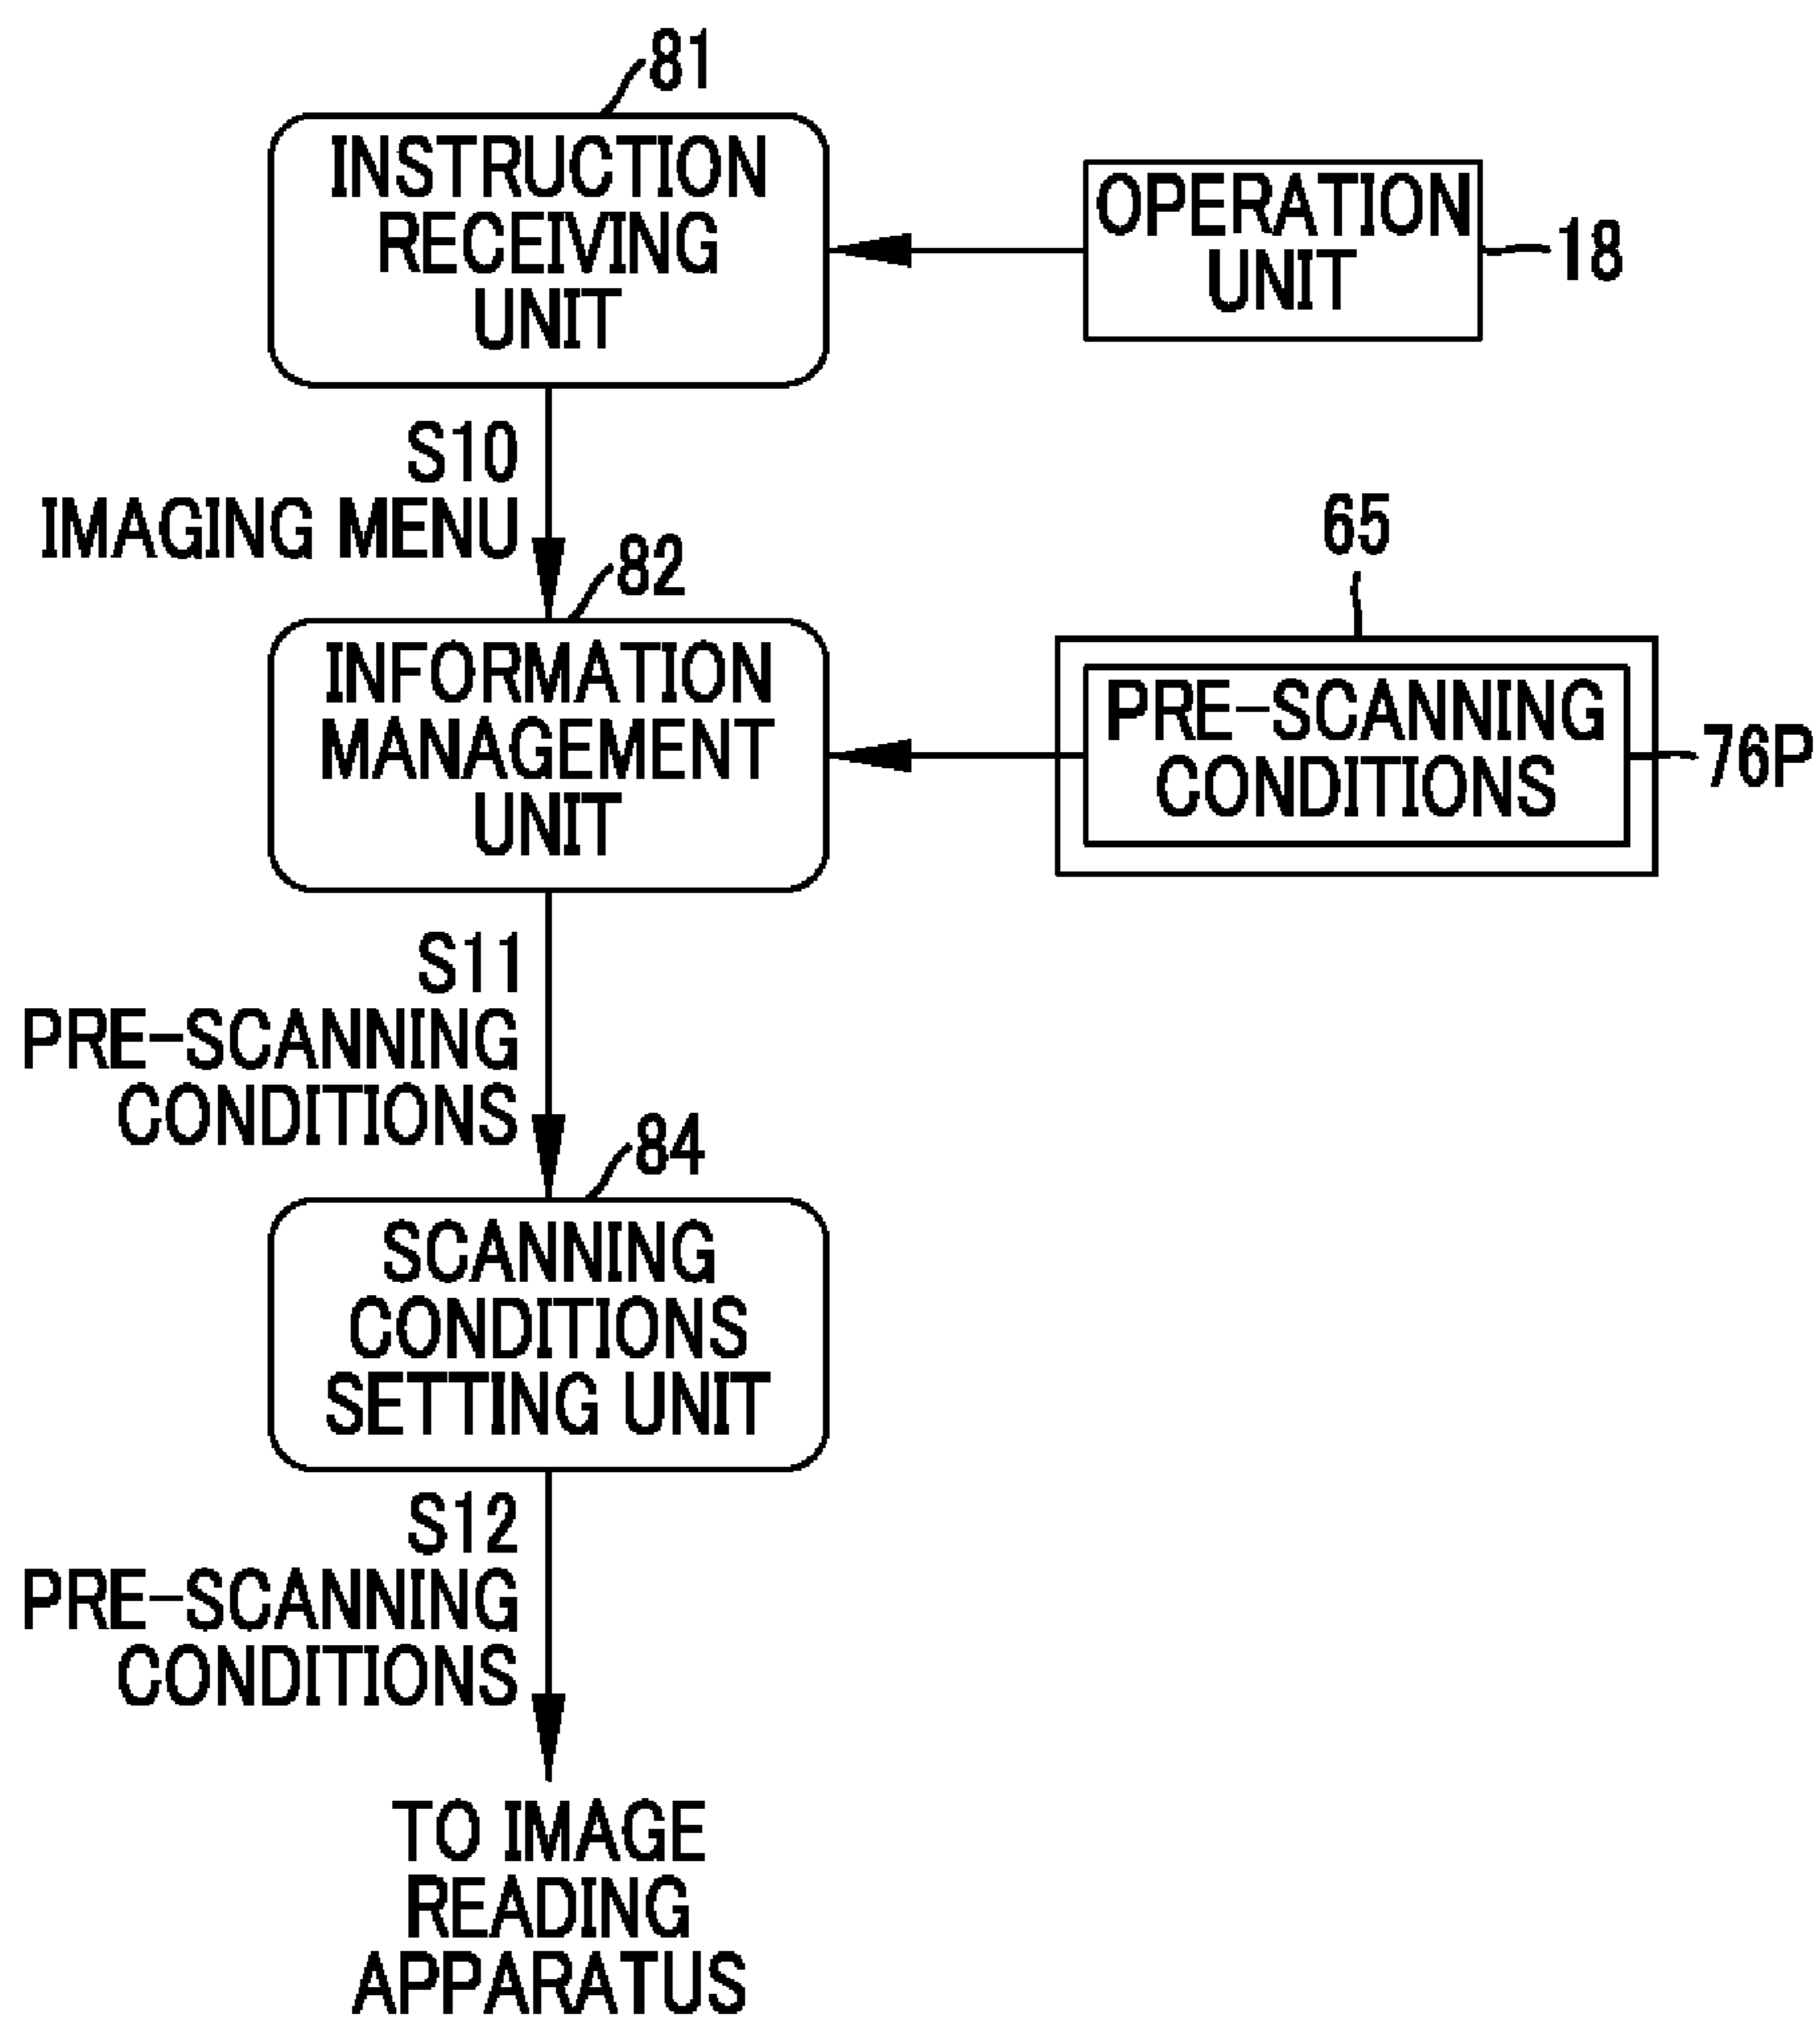 81
INSTRUCTION
RECEIVING
UNIT
OPERATION
UNIT
18
S10
IMAGING MENU
82
INFORMATION
MANAGEMENT
UNIT
65
PRE-SCANNING
CONDITIONS
76P
S11
PRE-SCANNING
CONDITIONS
84
SCANNING
CONDITIONS
SETTING UNIT
S12
PRE-SCANNING
CONDITIONS
TO IMAGE
READING
APPARATUS